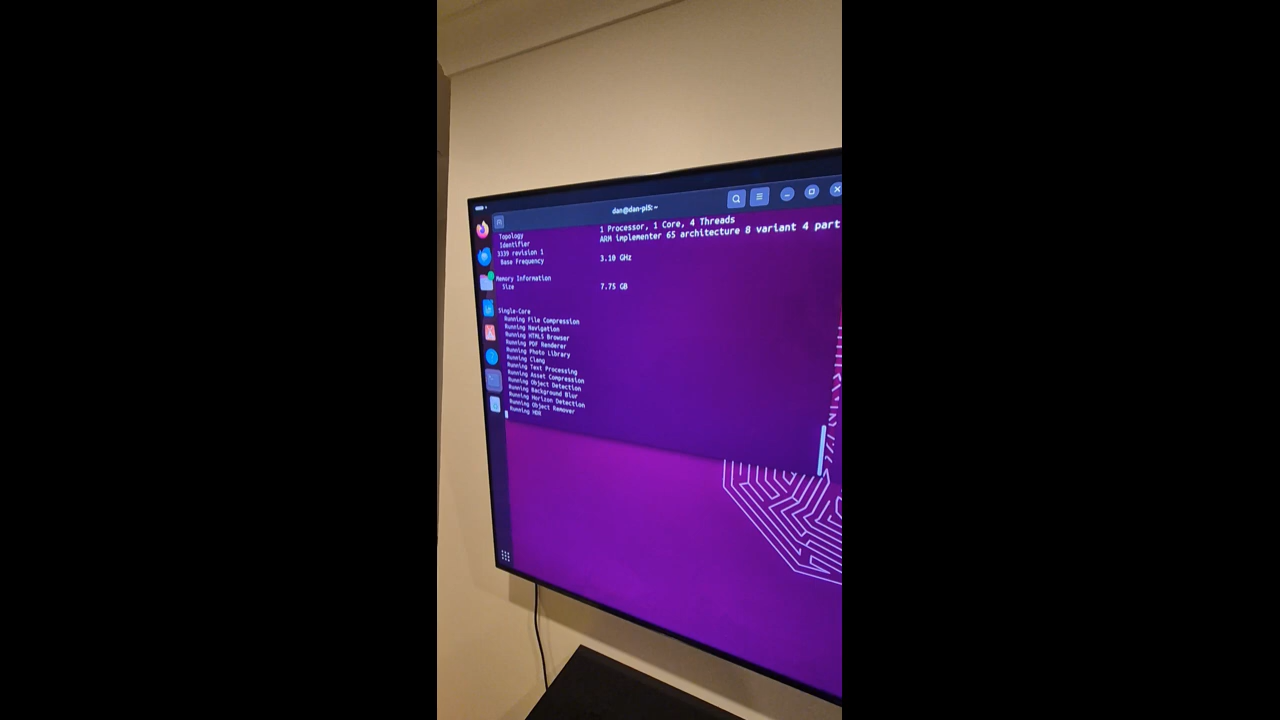 dan@dan-pi5: ~
Topology 1 Processor, 1 Core, 4 Threads
Identifier ARM implementer 65 architecture 8 variant 4 part
3339 revision 1
Base Frequency 3.10 GHz
Memory Information
Size 7.75 GB
Single-Core
Running File Compression
Running Navigation
Running HTML5 Browser
Running PDF Renderer
Running Photo Library
Running Clang
Running Text Processing
Running Asset Compression
Running Object Detection
Running Background Blur
Running Horizon Detection
Running Object Remover
Running HDR